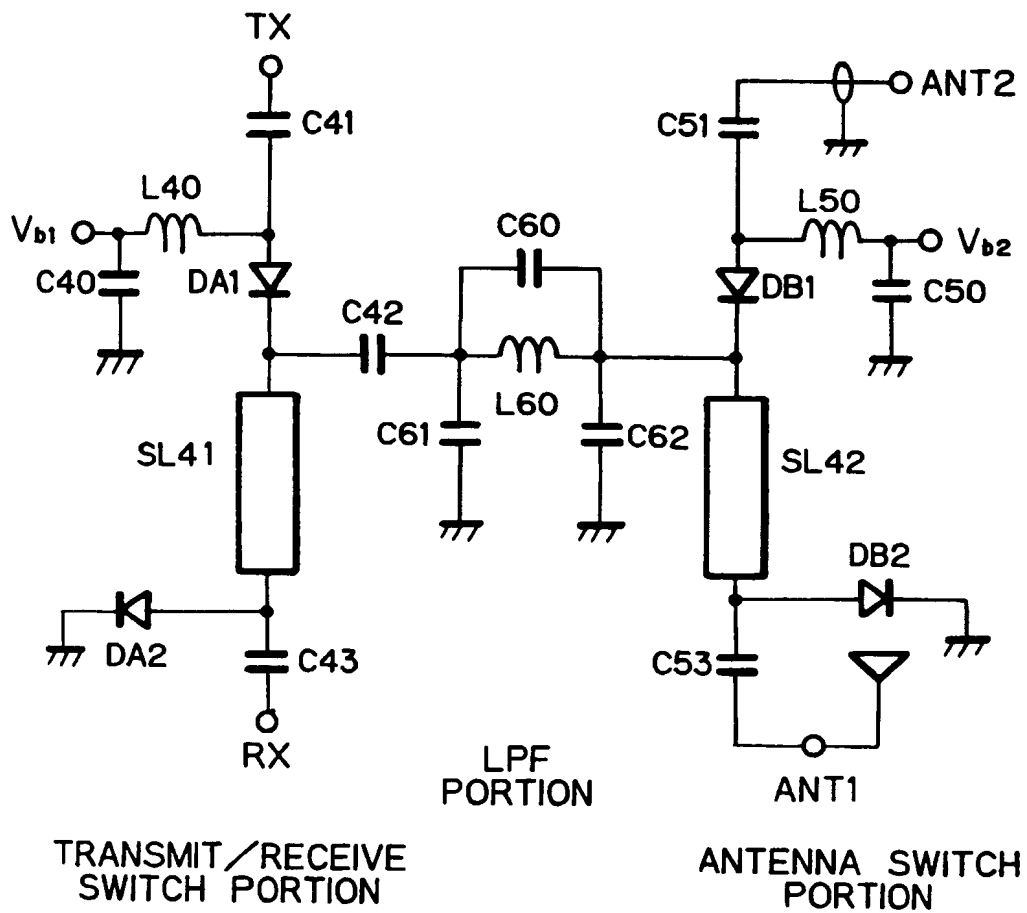 TX
C41
ANT2
C51
L40
Vb1
C40
DA1
C60
L50
Vb2
DB1
C50
C42
L60
C61
C62
SL41
SL42
DB2
DA2
C43
C53
RX
LPF
PORTION
ANT1
TRANSMIT/RECEIVE
SWITCH PORTION
ANTENNA SWITCH
PORTION